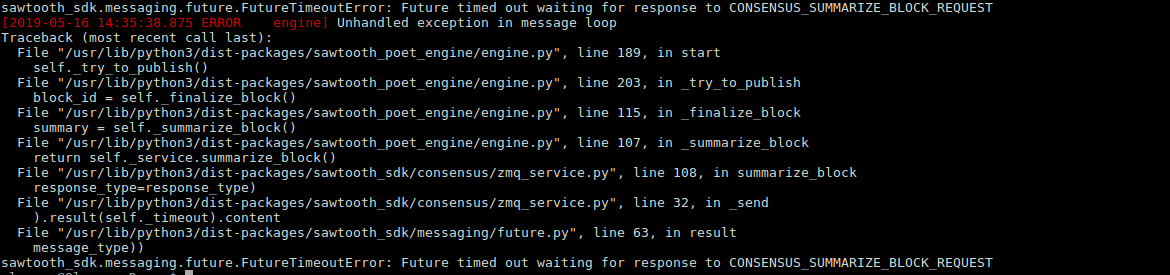 sawtooth_sdk.messaging.future.FutureTimeoutError: Future timed out waiting for response to CONSENSUS_SUMMARIZE_BLOCK_REQUEST
[2019-05-16 14:35:38.875 ERROR    engine] Unhandled exception in message loop
Traceback (most recent call last):
  File "/usr/lib/python3/dist-packages/sawtooth_poet_engine/engine.py", line 189, in start
    self._try_to_publish()
  File "/usr/lib/python3/dist-packages/sawtooth_poet_engine/engine.py", line 203, in _try_to_publish
    block_id = self._finalize_block()
  File "/usr/lib/python3/dist-packages/sawtooth_poet_engine/engine.py", line 115, in _finalize_block
    summary = self._summarize_block()
  File "/usr/lib/python3/dist-packages/sawtooth_poet_engine/engine.py", line 107, in _summarize_block
    return self._service.summarize_block()
  File "/usr/lib/python3/dist-packages/sawtooth_sdk/consensus/zmq_service.py", line 108, in summarize_block
    response_type=response_type)
  File "/usr/lib/python3/dist-packages/sawtooth_sdk/consensus/zmq_service.py", line 32, in _send
    ).result(self._timeout).content
  File "/usr/lib/python3/dist-packages/sawtooth_sdk/messaging/future.py", line 63, in result
    message_type))
sawtooth_sdk.messaging.future.FutureTimeoutError: Future timed out waiting for response to CONSENSUS_SUMMARIZE_BLOCK_REQUEST